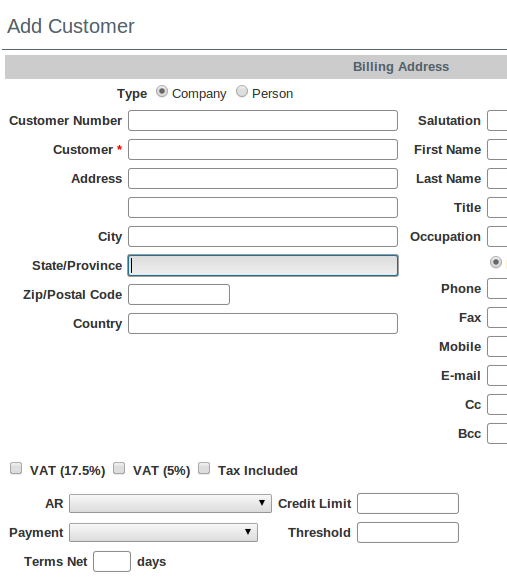 Add Customer
Billing Address
Type Company Person
Customer Number Salutation
Customer * First Name
Address Last Name
Title
City Occupation
State/Province
Zip/Postal Code Phone
Country Fax
Mobile
E-mail
Cc
Bcc
VAT (17.5%) VAT (5%) Tax Included
AR Credit Limit
Payment Threshold
Terms Net days